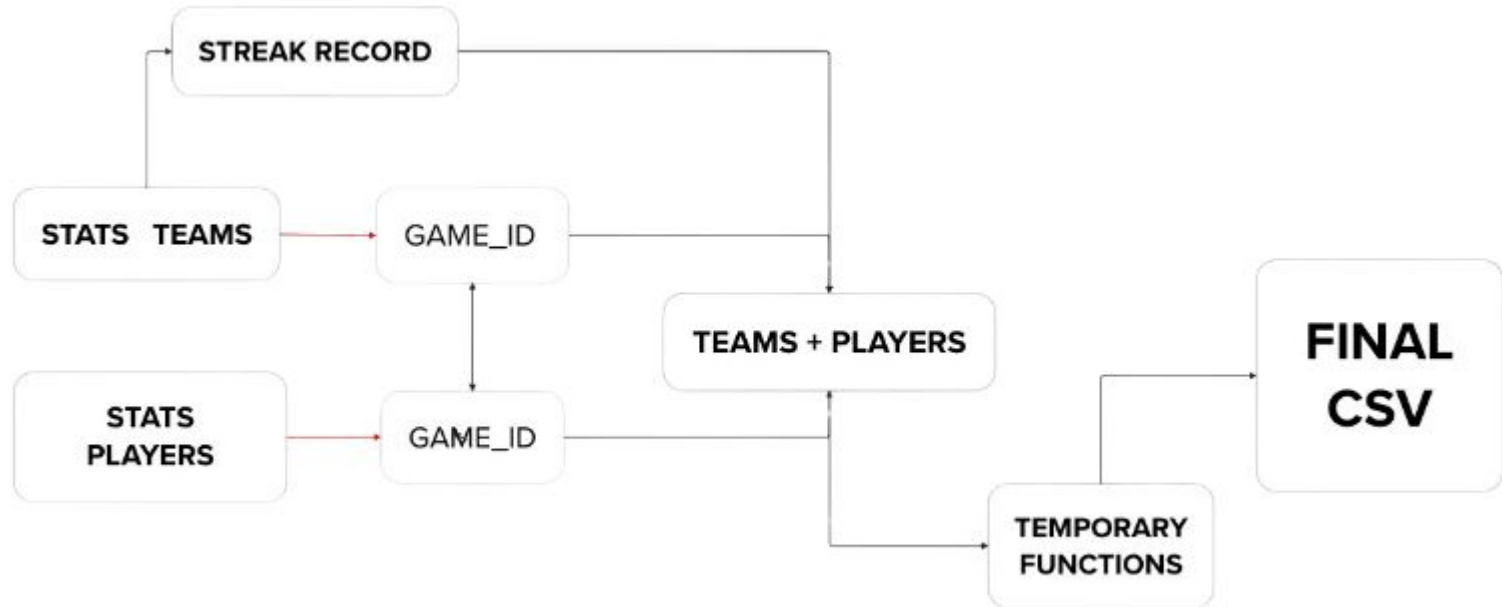 STREAK RECORD
STATS TEAMS
GAME_ID
TEAMS + PLAYERS
FINAL
CSV
STATS
PLAYERS
GAME_ID
TEMPORARY
FUNCTIONS